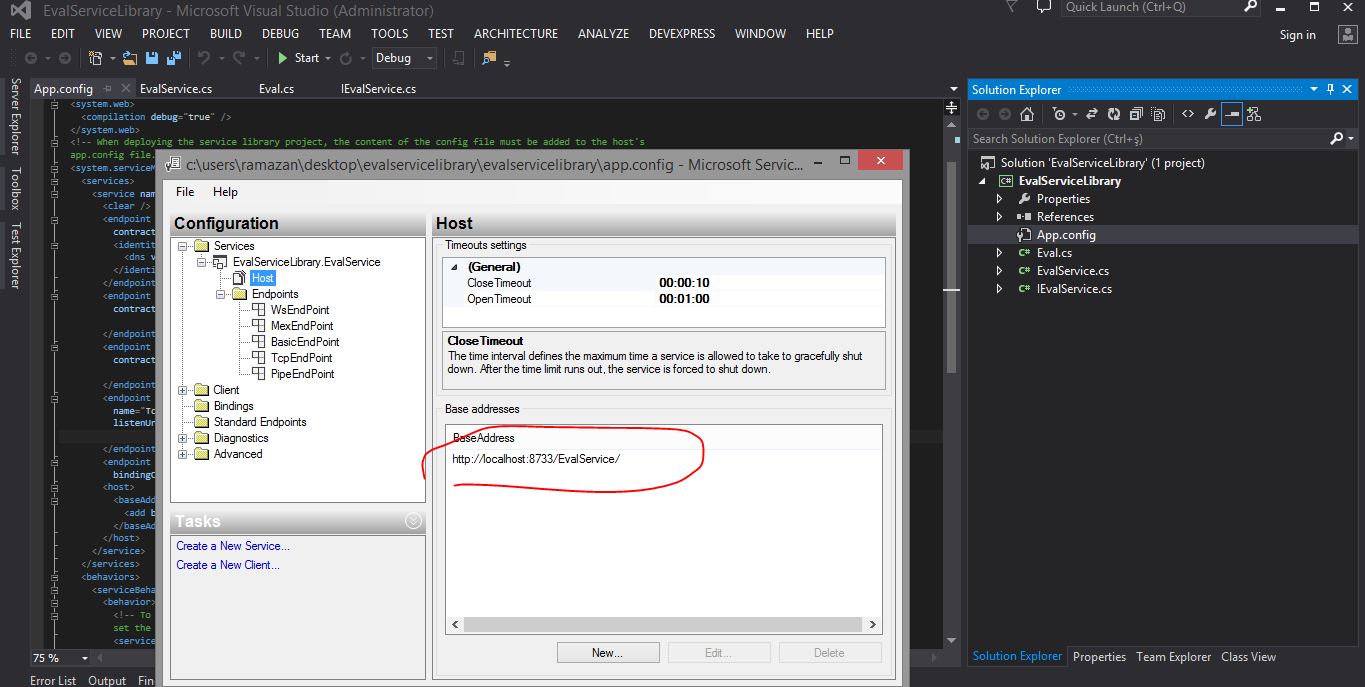 EvalServiceLibrary - Microsoft Visual Studio (Administrator)
Quick Launch (Ctrl+Q)
FILE EDIT VIEW PROJECT BUILD DEBUG TEAM TOOLS TEST ARCHITECTURE ANALYZE DEVEXPRESS WINDOW HELP
Sign in
Start Debug
Server Explorer
Toolbox
Test Explorer
App.config EvalService.cs Eval.cs IEvalService.cs
<system.web>
<compilation debug="true" />
</system.web>
<!-- When deploying the service library project, the content of the config file must be added to the host's
app.config file.
<system.serviceM
<services>
<service nam
<clear />
<endpoint
contract
<identit
<dns v
</identi
</endpoint
<endpoint
contract
</endpoint
<endpoint
contract
</endpoint
<endpoint
name="Tc
listenUr
</endpoint
<endpoint
bindingC
<host>
<baseAdd
<add b
</baseAd
</host>
</service>
</services>
<behaviors>
<serviceBeha
<behavior>
<!-- To
set the
<service
75 %
Error List Output Fin
c:\users\ramazan\desktop\evalservicelibrary\evalservicelibrary\app.config - Microsoft Servic...
File Help
Configuration
Services
EvalServiceLibrary.EvalService
Host
Endpoints
WsEndPoint
MexEndPoint
BasicEndPoint
TcpEndPoint
PipeEndPoint
Client
Bindings
Standard Endpoints
Diagnostics
Advanced
Tasks
Create a New Service...
Create a New Client...
Host
Timeouts settings
(General)
CloseTimeout 00:00:10
OpenTimeout 00:01:00
CloseTimeout
The time interval defines the maximum time a service is allowed to take to gracefully shut
down. After the time limit runs out, the service is forced to shut down.
Base addresses
BaseAddress
http://localhost:8733/EvalService/
New... Edit... Delete
Solution Explorer
Search Solution Explorer (Ctrl+ş)
Solution 'EvalServiceLibrary' (1 project)
EvalServiceLibrary
Properties
References
App.config
Eval.cs
EvalService.cs
IEvalService.cs
Solution Explorer Properties Team Explorer Class View